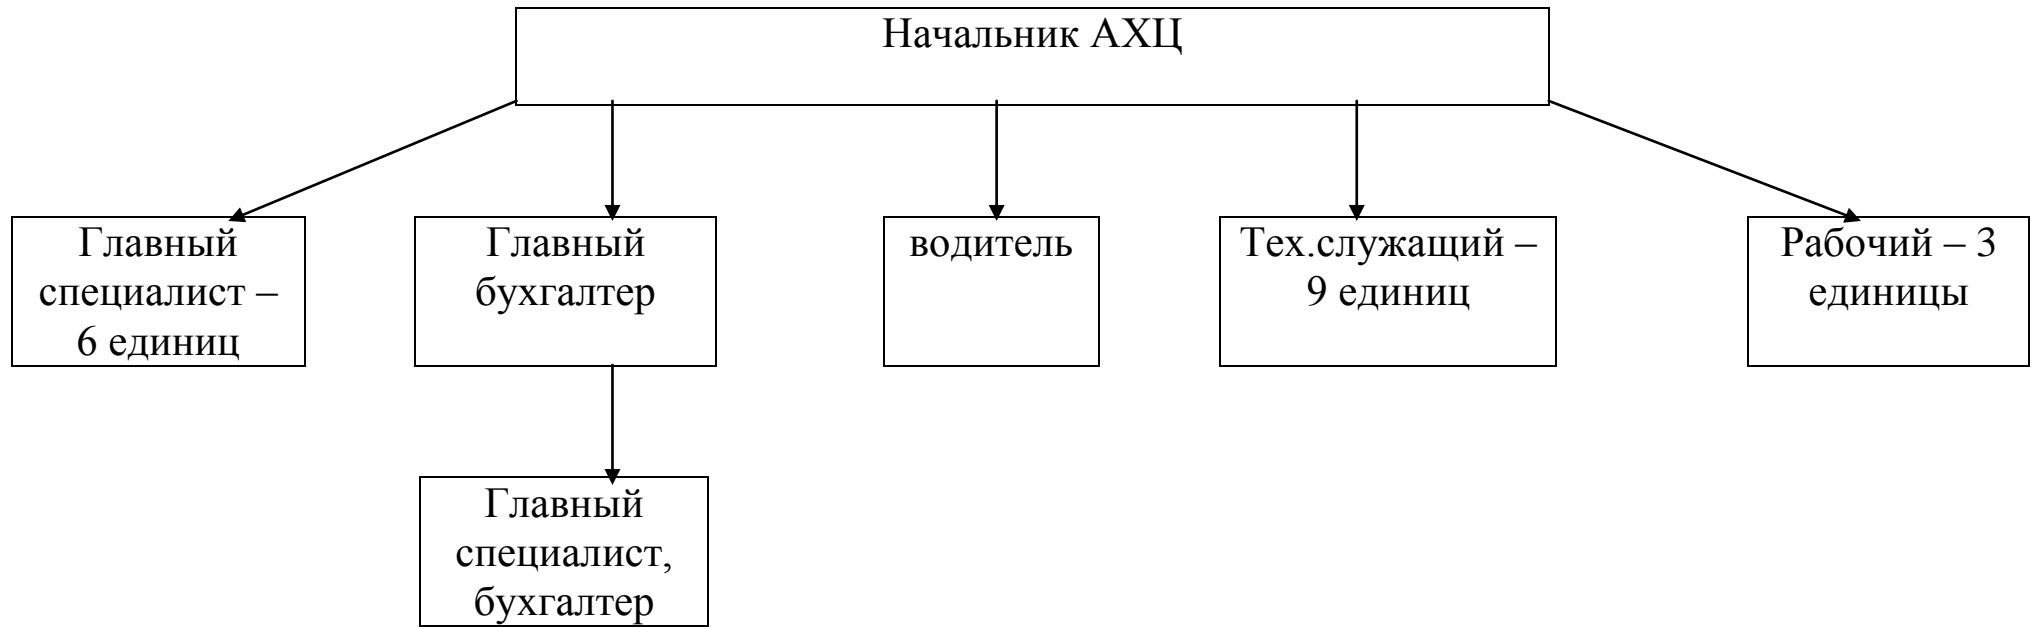 Начальник АХЦ
Главный
специалист –
6 единиц
Главный
бухгалтер
водитель
Тех.служащий –
9 единиц
Рабочий – 3
единицы
Главный
специалист,
бухгалтер